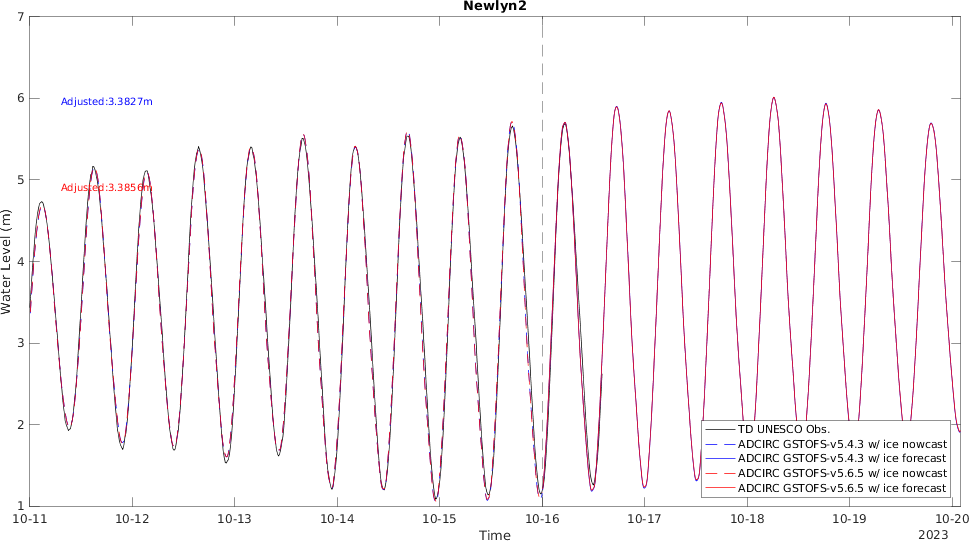 Newlyn2
7
6
5
4
3
2
1
Water Level (m)
Adjusted:3.3827m
Adjusted:3.3856m
TD UNESCO Obs.
ADCIRC GSTOFS-v5.4.3 w/ ice nowcast
ADCIRC GSTOFS-v5.4.3 w/ ice forecast
ADCIRC GSTOFS-v5.6.5 w/ ice nowcast
ADCIRC GSTOFS-v5.6.5 w/ ice forecast
10-11 10-12 10-13 10-14 10-15 10-16 10-17 10-18 10-19 10-20
Time
2023